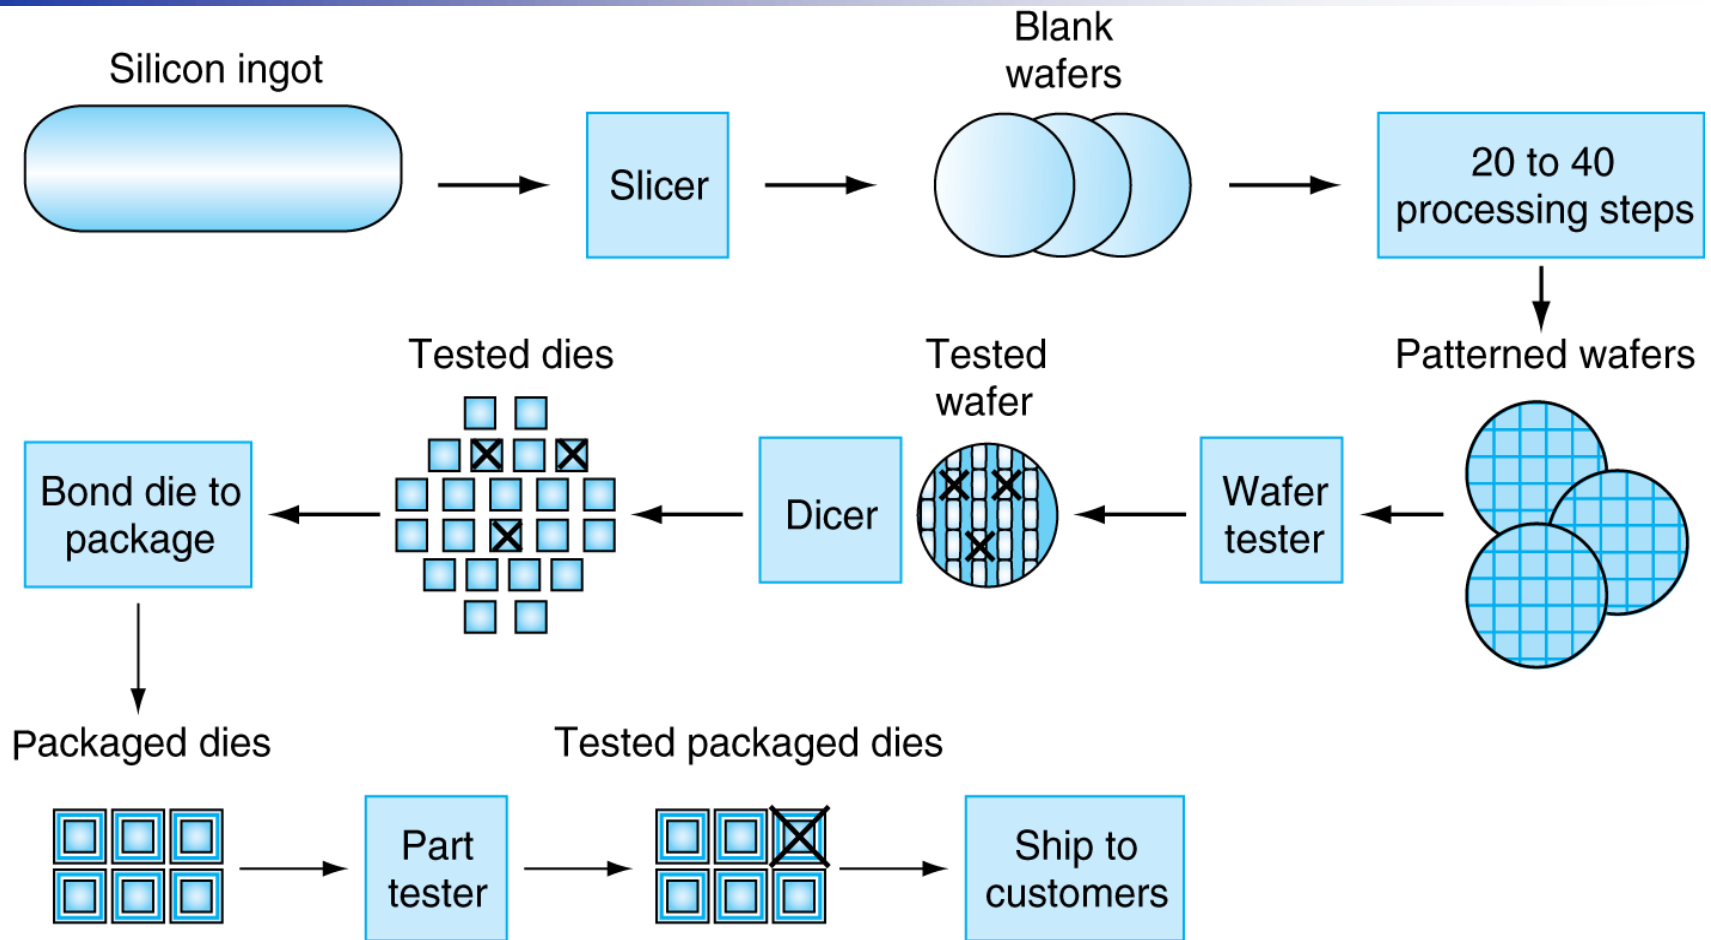 Silicon ingot
Slicer
Blank
wafers
20 to 40
processing steps
Patterned wafers
Wafer
tester
Tested
wafer
Dicer
Tested dies
Bond die to
package
Packaged dies
Part
tester
Tested packaged dies
Ship to
customers